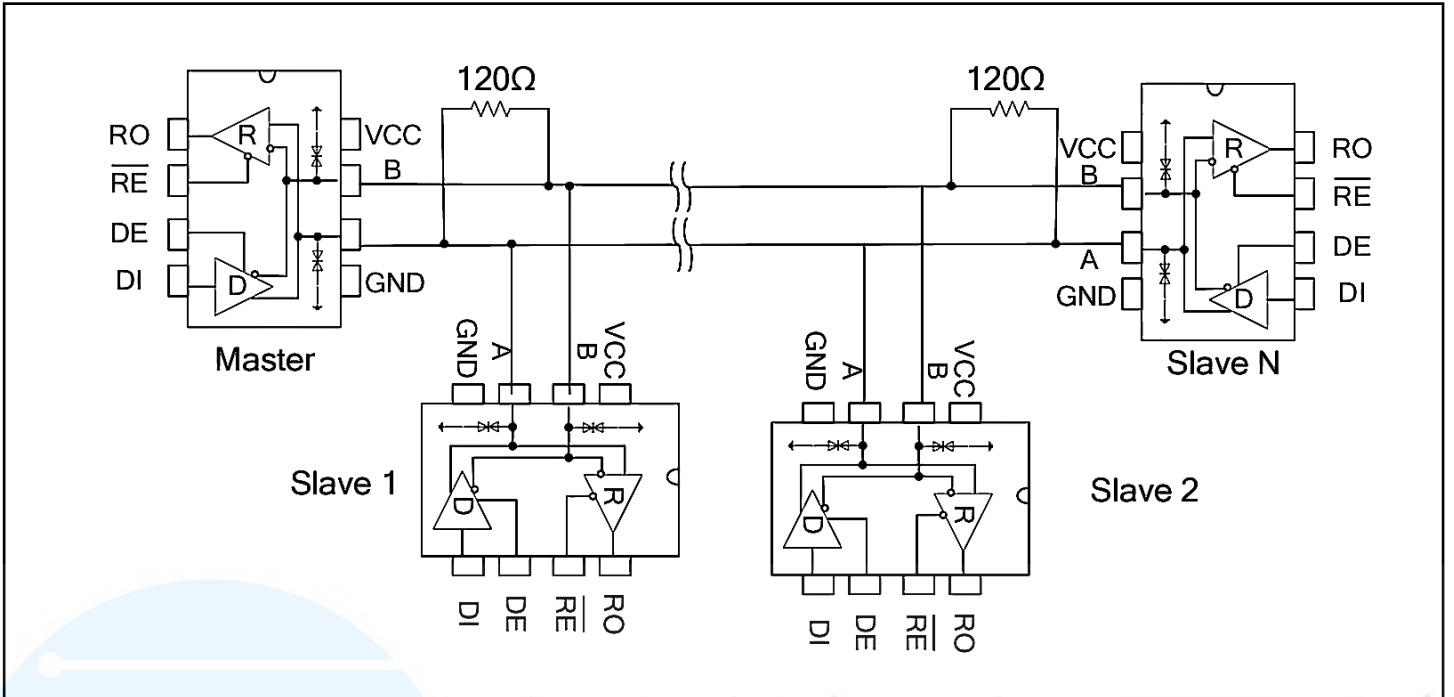 120Ω
120Ω
RO
R
VCC
RE
B
DE
DI
D
GND
Master
VCC
B
R
RO
RE
A
DE
GND
D
DI
Slave N
GND
A
B
VCC
Slave 1
D
R
DI
DE
RE
RO
GND
A
B
VCC
Slave 2
D
R
DI
DE
RE
RO